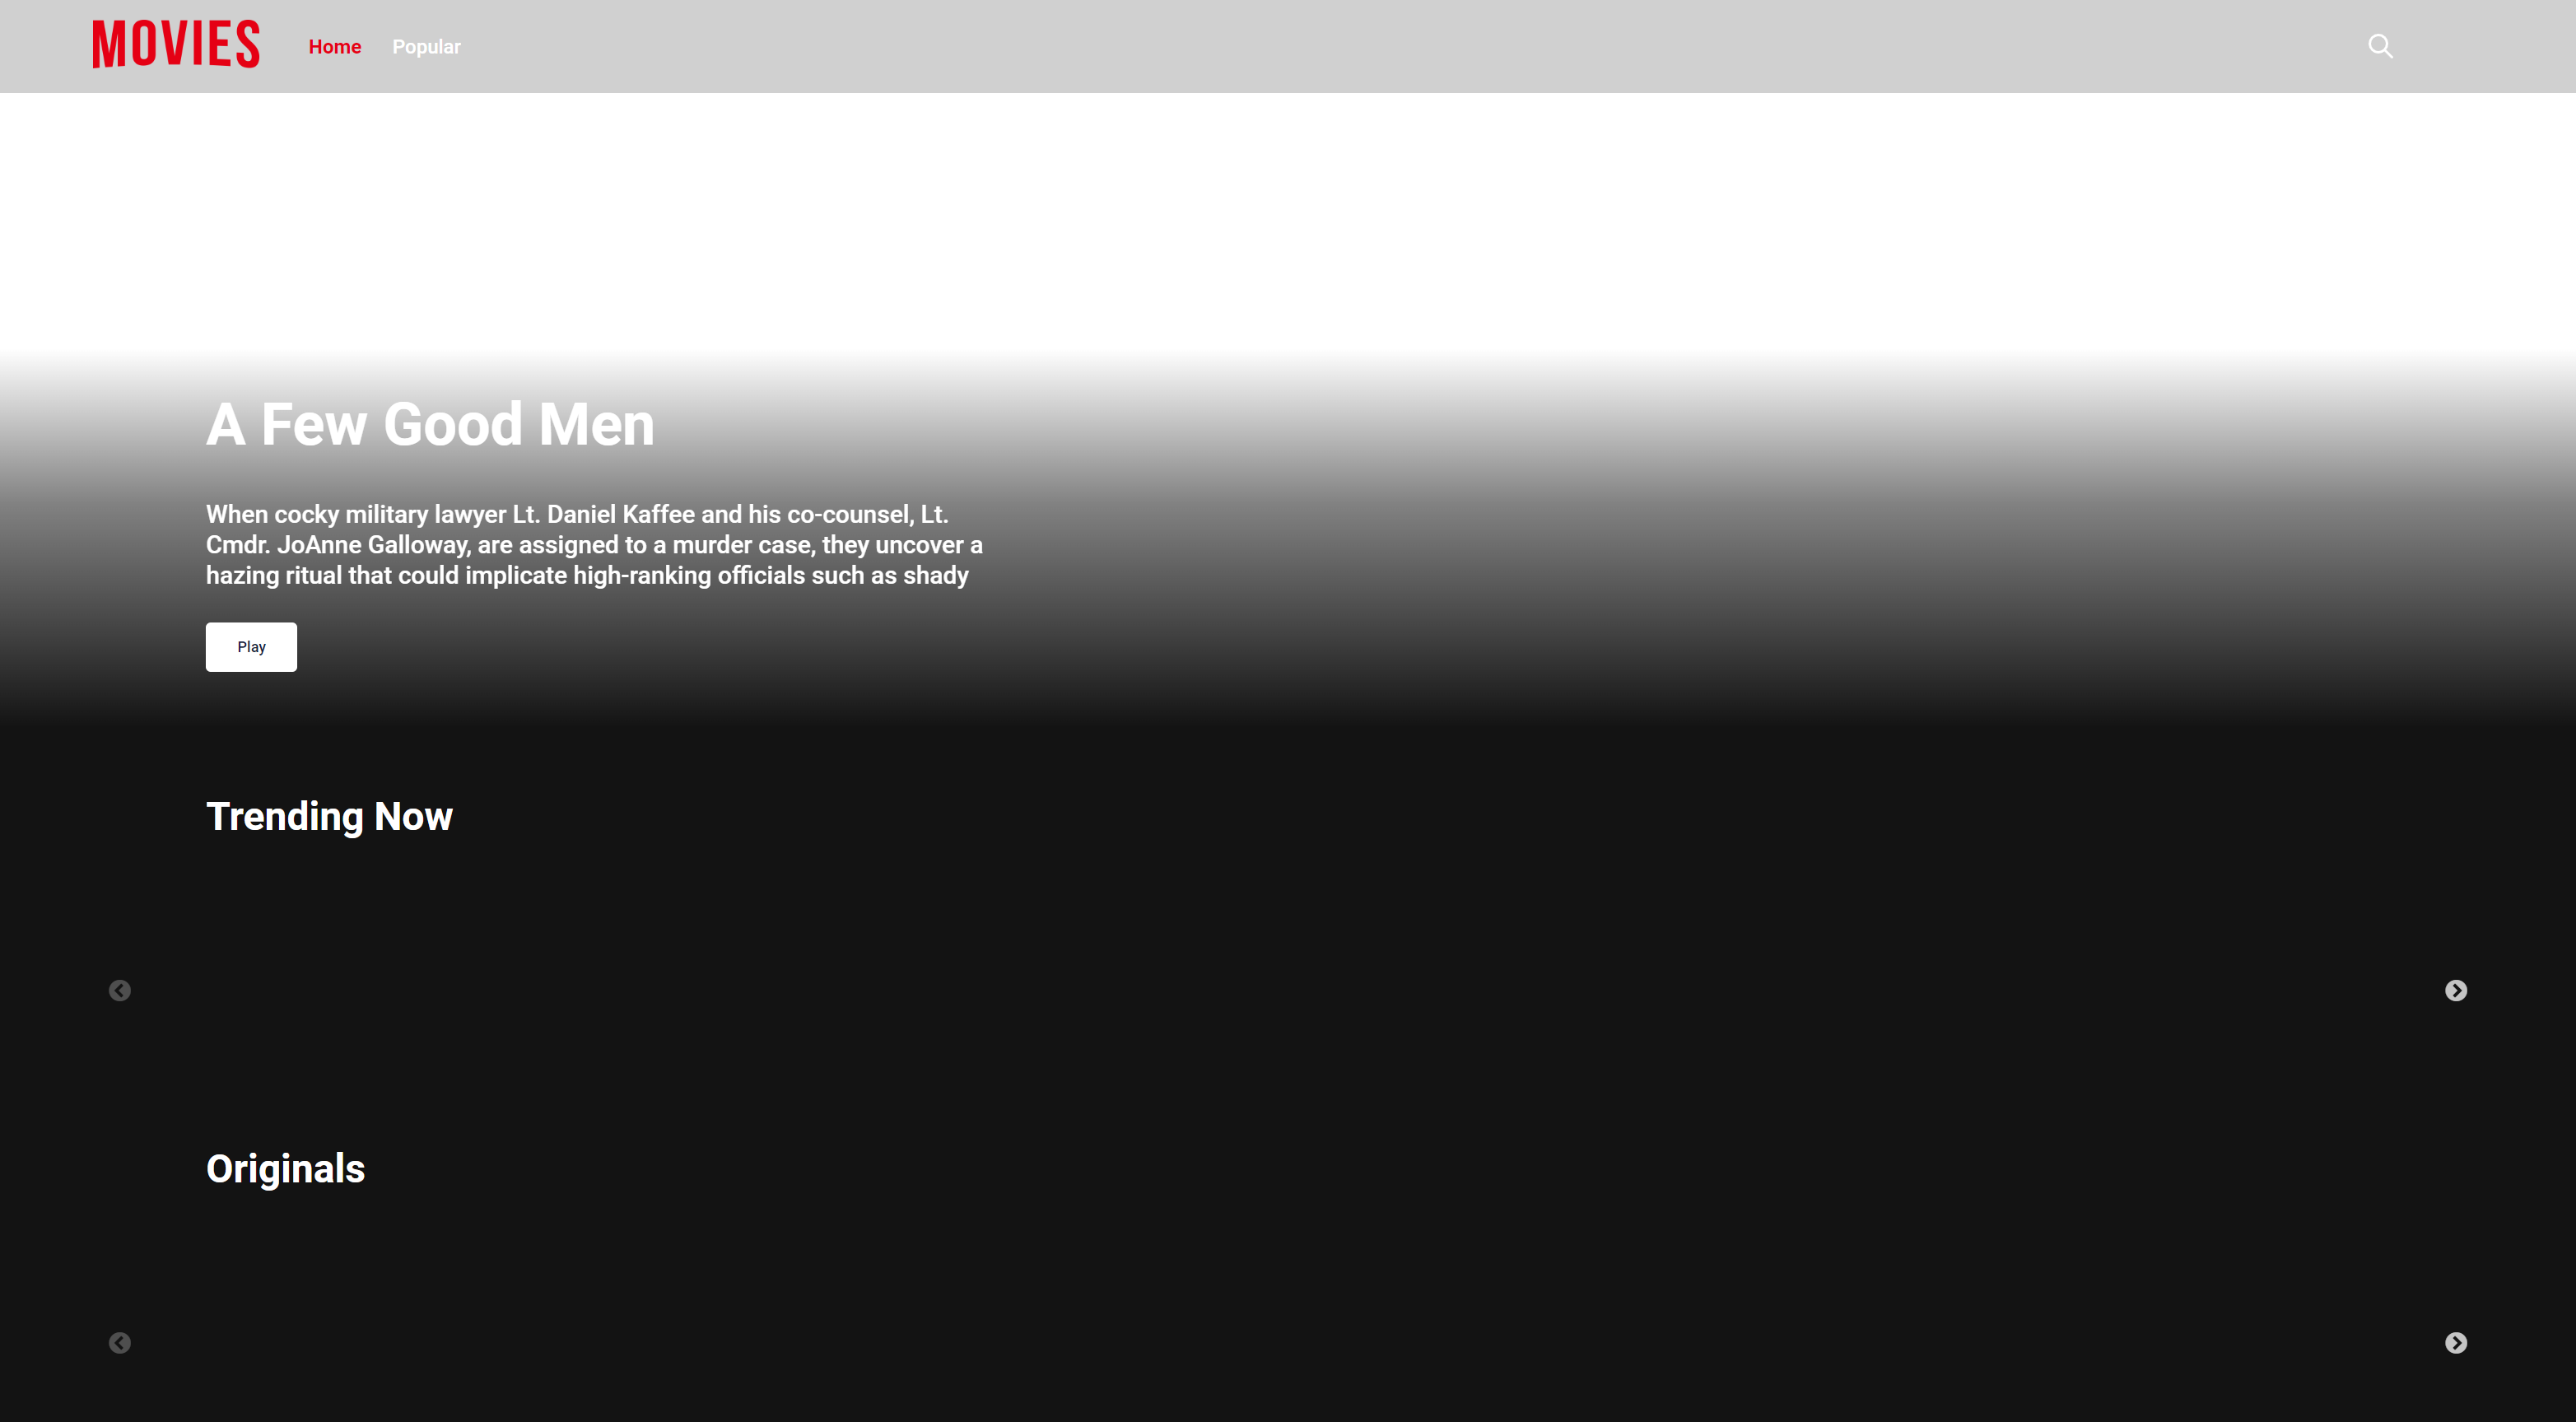 MOVIES
Home
Popular
A Few Good Men
When cocky military lawyer Lt. Daniel Kaffee and his co-counsel, Lt.
Cmdr. JoAnne Galloway, are assigned to a murder case, they uncover a
hazing ritual that could implicate high-ranking officials such as shady
Play
Trending Now
Originals